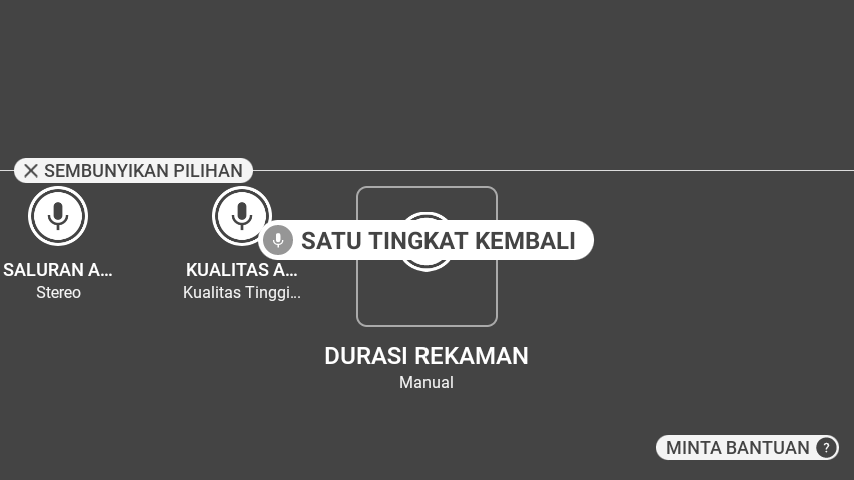 SEMBUNYIKAN PILIHAN
SATU TINGKAT KEMBALI
SALURAN A...
Stereo
KUALITAS A...
Kualitas Tinggi...
DURASI REKAMAN
Manual
MINTA BANTUAN ?